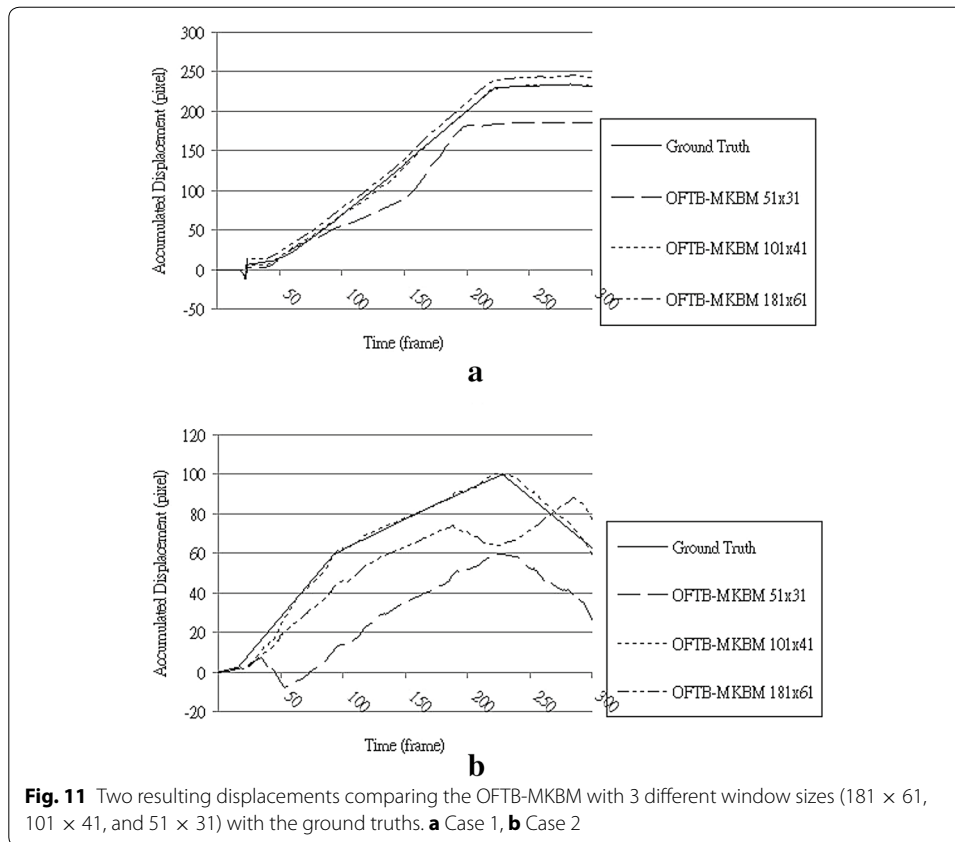 300
250
200
150
100
50
0
-50
Accumulated Displacement (pixel)
50
100
150
200
250
300
Time (frame)
Ground Truth
OFTB-MKBM 51x31
OFTB-MKBM 101x41
OFTB-MKBM 181x61
a
120
100
80
60
40
20
0
-20
Accumulated Displacement (pixel)
50
100
150
200
250
300
Time (frame)
Ground Truth
OFTB-MKBM 51x31
OFTB-MKBM 101x41
OFTB-MKBM 181x61
b
Fig. 11 Two resulting displacements comparing the OFTB-MKBM with 3 different window sizes (181 × 61,
101 × 41, and 51 × 31) with the ground truths. a Case 1, b Case 2